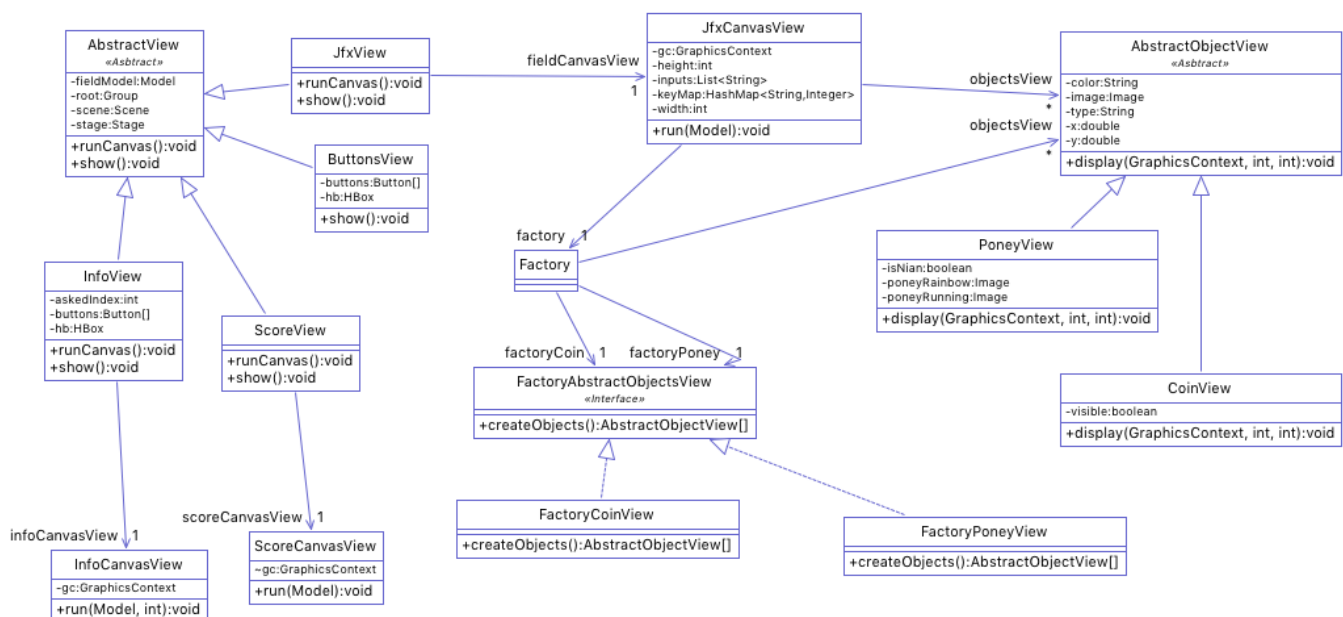 AbstractView
«Asbtract»
-fieldModel:Model
-root:Group
-scene:Scene
-stage:Stage
+runCanvas():void
+show():void
JfxView
+runCanvas():void
+show():void
fieldCanvasView
1
JfxCanvasView
-gc:GraphicsContext
-height:int
-inputs:List<String>
-keyMap:HashMap<String,Integer>
-width:int
+run(Model):void
objectsView
*
objectsView
*
AbstractObjectView
«Asbtract»
-color:String
-image:Image
-type:String
-x:double
-y:double
+display(GraphicsContext, int, int):void
ButtonsView
-buttons:Button[]
-hb:HBox
+show():void
factory 1
Factory
PoneyView
-isNian:boolean
-poneyRainbow:Image
-poneyRunning:Image
+display(GraphicsContext, int, int):void
InfoView
-askedIndex:int
-buttons:Button[]
-hb:HBox
+runCanvas():void
+show():void
ScoreView
+runCanvas():void
+show():void
factoryCoin 1
factoryPoney 1
FactoryAbstractObjectsView
«Interface»
+createObjects():AbstractObjectView[]
CoinView
-visible:boolean
+display(GraphicsContext, int, int):void
FactoryCoinView
+createObjects():AbstractObjectView[]
FactoryPoneyView
+createObjects():AbstractObjectView[]
infoCanvasView 1
InfoCanvasView
-gc:GraphicsContext
+run(Model, int):void
scoreCanvasView 1
ScoreCanvasView
~gc:GraphicsContext
+run(Model):void